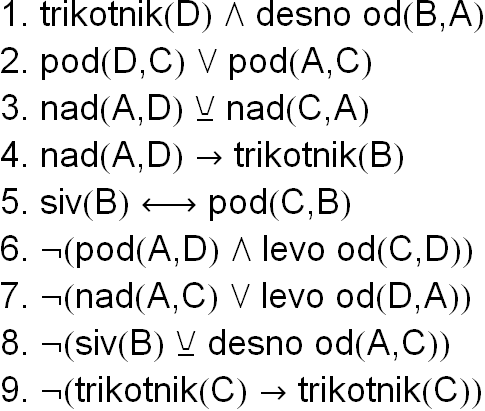 1. trikotnik(D) ∧ desno od(B,A)
2. pod(D,C) ∨ pod(A,C)
3. nad(A,D) ⊻ nad(C,A)
4. nad(A,D) → trikotnik(B)
5. siv(B) ⟷ pod(C,B)
6. ¬(pod(A,D) ∧ levo od(C,D))
7. ¬(nad(A,C) ∨ levo od(D,A))
8. ¬(siv(B) ⊻ desno od(A,C))
9. ¬(trikotnik(C) → trikotnik(C))